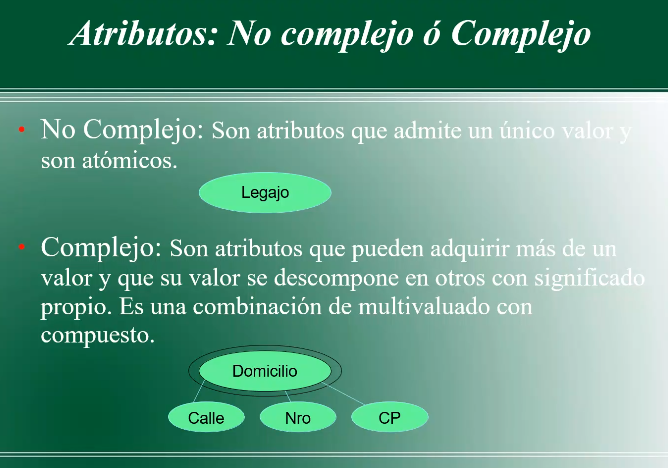 Atributos: No complejo ó Complejo
• No Complejo: Son atributos que admite un único valor y
son atómicos.
Legajo
• Complejo: Son atributos que pueden adquirir más de un
valor y que su valor se descompone en otros con significado
propio. Es una combinación de multivaluado con
compuesto.
Domicilio
Calle
Nro
CP